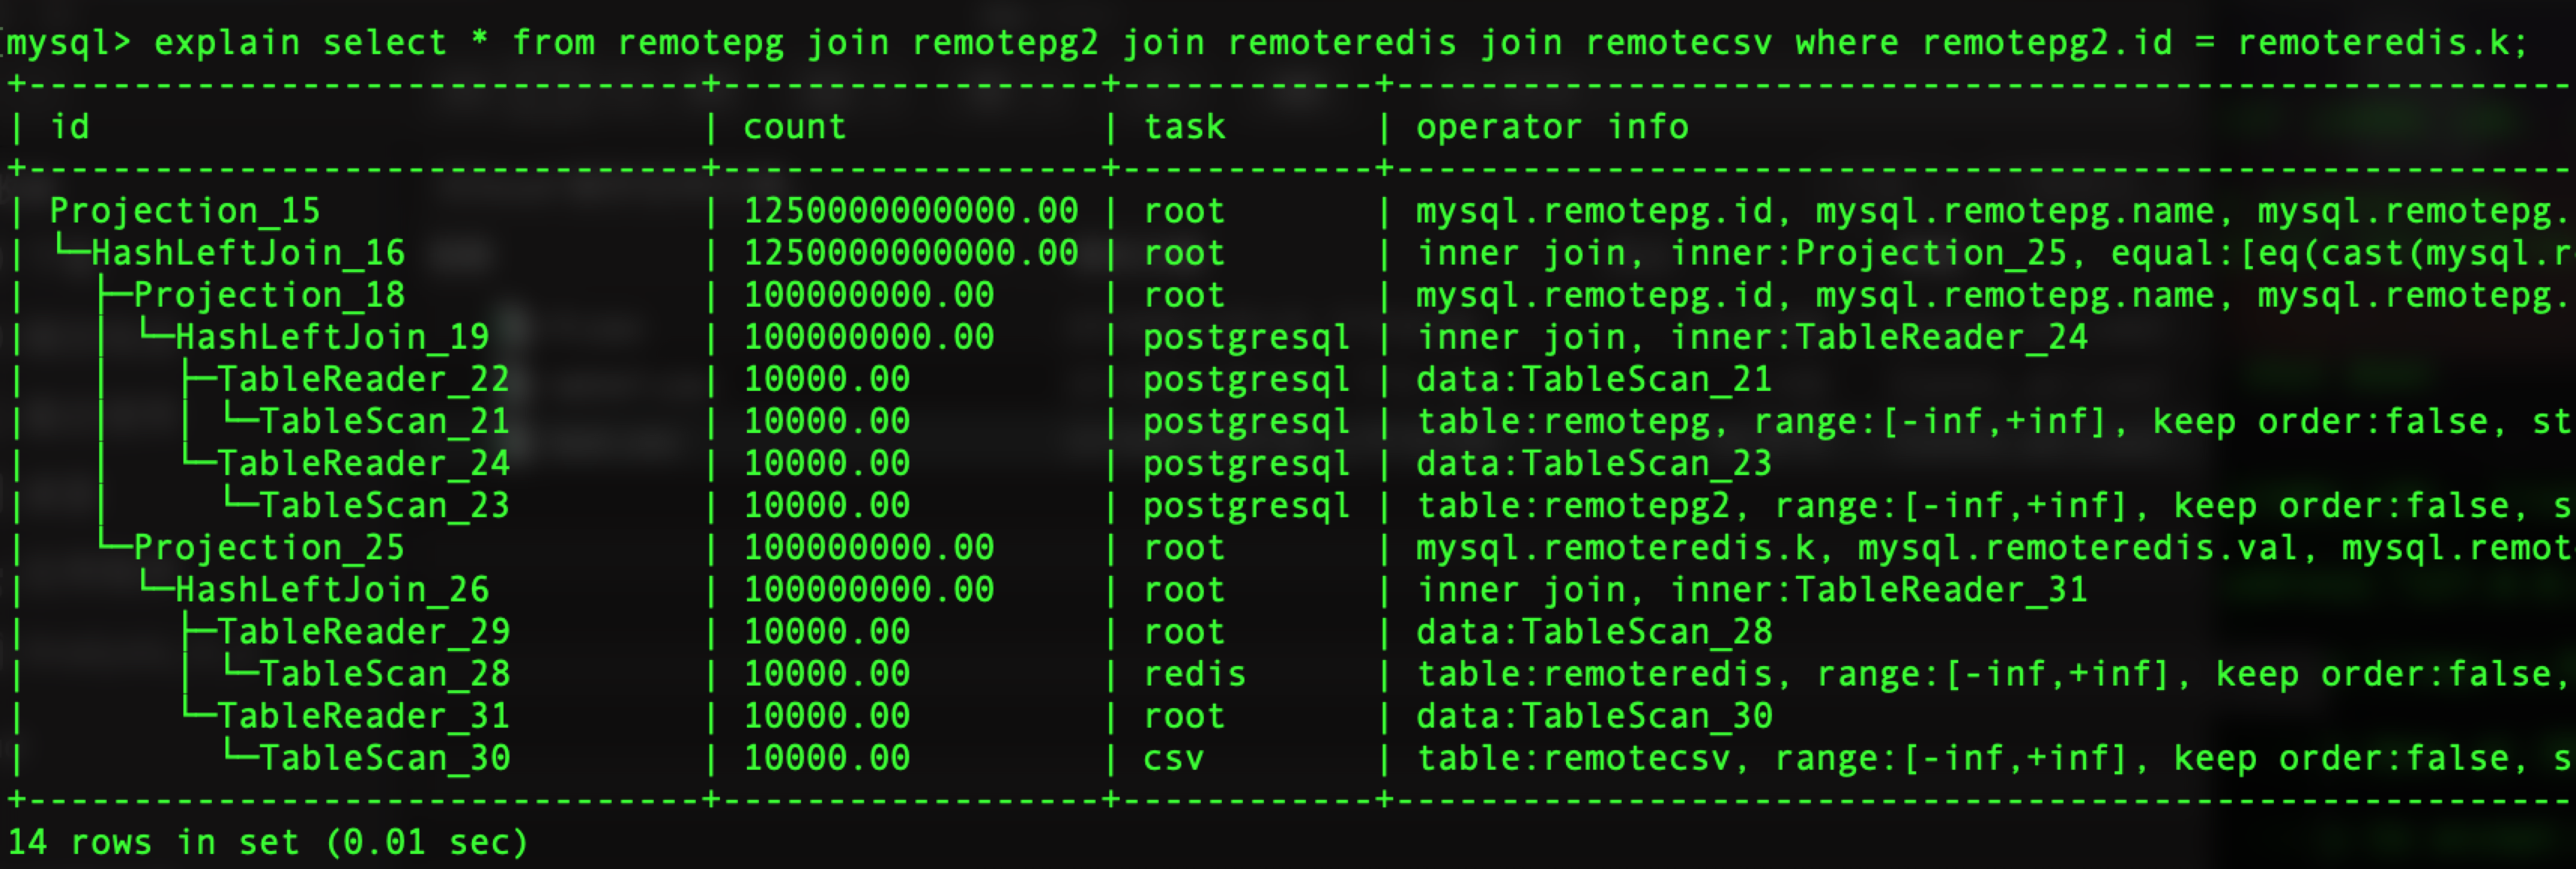 mysql> explain select * from remotepg join remotepg2 join remoteredis join remotecsv where remotepg2.id = remoteredis.k;
+--------------------------------+------------------+------------+---------------------------------------------------------
| id                             | count            | task       | operator info
+--------------------------------+------------------+------------+---------------------------------------------------------
| Projection_15                  | 1250000000000.00 | root       | mysql.remotepg.id, mysql.remotepg.name, mysql.remotepg.
| └─HashLeftJoin_16              | 1250000000000.00 | root       | inner join, inner:Projection_25, equal:[eq(cast(mysql.r
|   ├─Projection_18              | 100000000.00     | root       | mysql.remotepg.id, mysql.remotepg.name, mysql.remotepg.
|   │ └─HashLeftJoin_19          | 100000000.00     | postgresql | inner join, inner:TableReader_24
|   │   ├─TableReader_22         | 10000.00         | postgresql | data:TableScan_21
|   │   │ └─TableScan_21         | 10000.00         | postgresql | table:remotepg, range:[-inf,+inf], keep order:false, st
|   │   └─TableReader_24         | 10000.00         | postgresql | data:TableScan_23
|   │     └─TableScan_23         | 10000.00         | postgresql | table:remotepg2, range:[-inf,+inf], keep order:false, s
|   └─Projection_25              | 100000000.00     | root       | mysql.remoteredis.k, mysql.remoteredis.val, mysql.remot
|     └─HashLeftJoin_26          | 100000000.00     | root       | inner join, inner:TableReader_31
|       ├─TableReader_29         | 10000.00         | root       | data:TableScan_28
|       │ └─TableScan_28         | 10000.00         | redis      | table:remoteredis, range:[-inf,+inf], keep order:false,
|       └─TableReader_31         | 10000.00         | root       | data:TableScan_30
|         └─TableScan_30         | 10000.00         | csv        | table:remotecsv, range:[-inf,+inf], keep order:false, s
+--------------------------------+------------------+------------+---------------------------------------------------------
14 rows in set (0.01 sec)